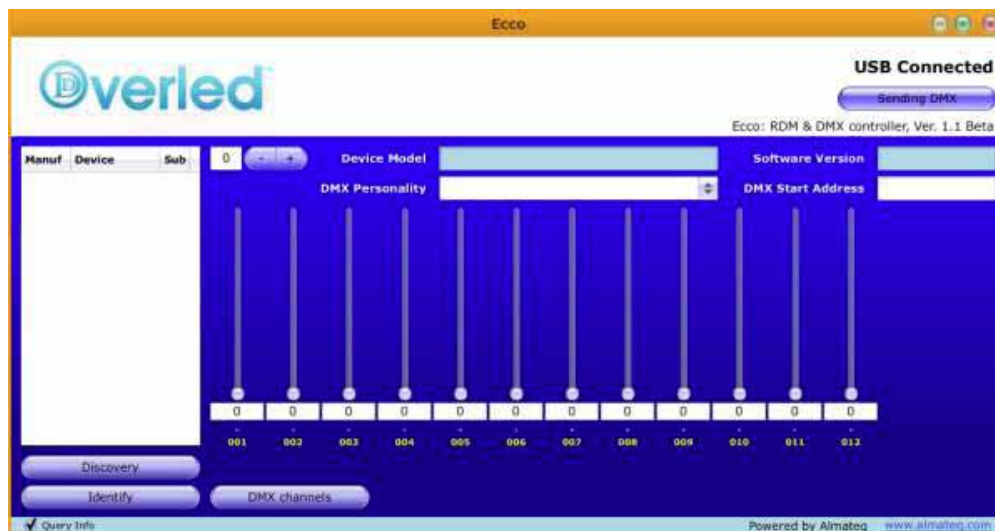 Ecco
Dverled
USB Connected
Sending DMX
Ecco: RDM & DMX controller, Ver. 1.1 Beta
Manuf Device Sub
0 - +
Device Model
Software Version
DMX Personality
DMX Start Address
0 0 0 0 0 0 0 0 0 0 0 0
001 002 003 004 005 006 007 008 009 010 011 012
Discovery
Identify
DMX channels
Query Info
Powered by Almateq www.almateq.com